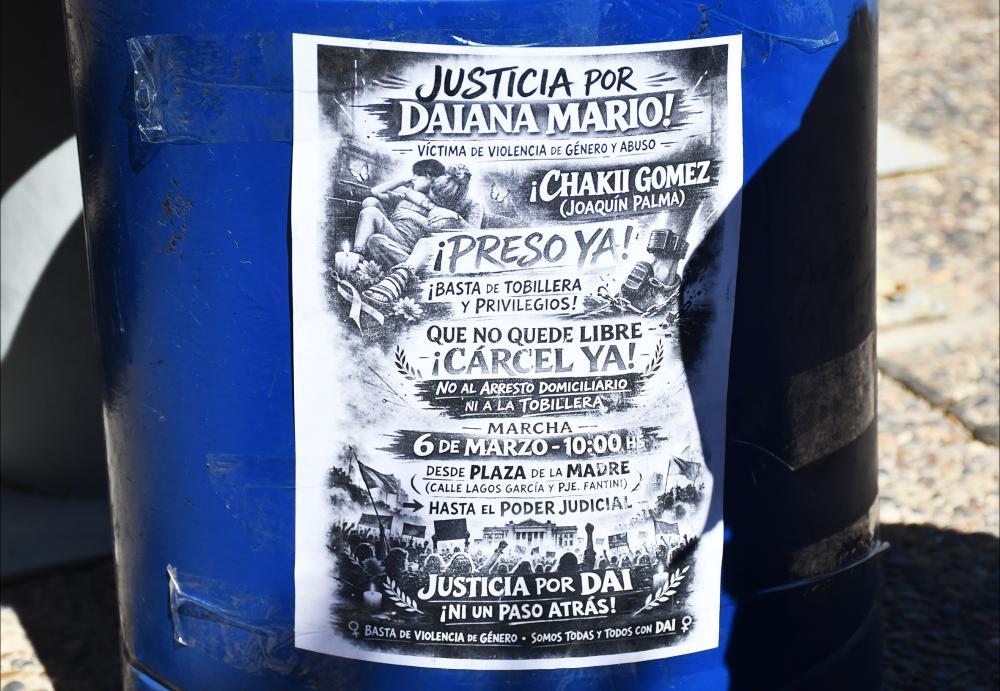 JUSTICIA POR
DAIANA MARIO!
VÍCTIMA DE VIOLENCIA DE GÉNERO Y ABUSO
¡CHAKII GOMEZ
(JOAQUÍN PALMA)
¡PRESO YA!
¡BASTA DE TOBILLERA
Y PRIVILEGIOS!
QUE NO QUEDE LIBRE
¡CÁRCEL YA!
NO AL ARRESTO DOMICILIARIO
NI A LA TOBILLERA
MARCHA
6 DE MARZO - 10:00 HS
DESDE PLAZA DE LA MADRE
(CALLE LAGOS GARCÍA Y PJE. FANTINI)
→ HASTA EL PODER JUDICIAL
JUSTICIA POR DAI
¡NI UN PASO ATRÁS!
♀ BASTA DE VIOLENCIA DE GÉNERO • SOMOS TODAS Y TODOS CON DAI ♀